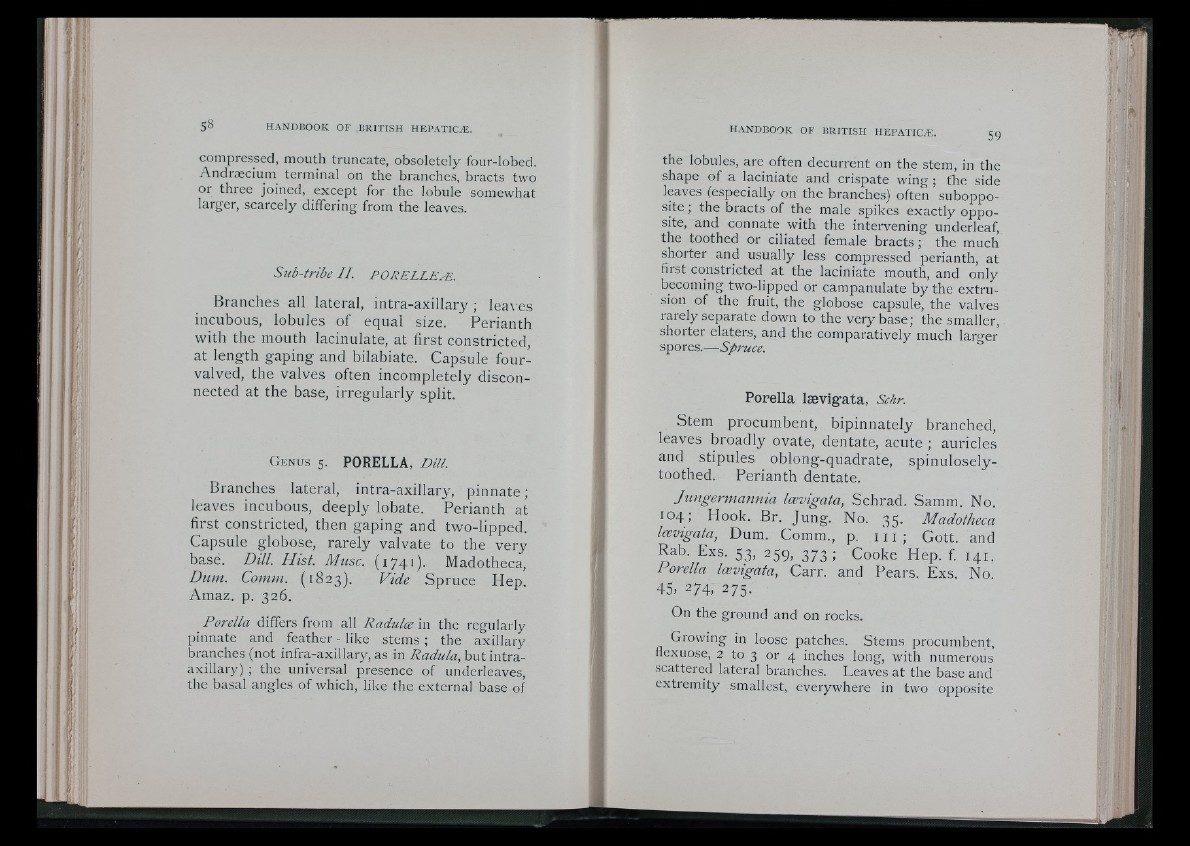 58 HANDBOOK OF BRITISH HEPATICÆ.
compressed, mouth truncate, obsoletely four-lobed.
Andræcium terminal on the branches, bracts two
or three joined, except for the lobule somewhat
larger, scarcely differing from the leaves.
Sub-tribe II. PORELLEÆ.
Branches all lateral, intra-axillary ; leaves
incubous, lobules of equal size. Perianth
with the mouth lacinulate, at first constricted,
at length gaping and bilabiate. Capsule four-
valved, the valves often incompletely discon-
nected at the base, irregularly split.
GENUS 5. PORELLA, Dill.
Branches lateral, intra-axillary, pinnate ;
leaves incubous, deeply lobate. Perianth at
first constricted, then gaping and two-lipped.
Capsule globose, rarely valvate to the very
base. Dill. Hist. Musc. (1741). Madotheca,
Dum. Comm. (1823). Vide Spruce Hep.
Amaz. p. 326.
Porella differs from all Radulæ in the regularly
pinnate and feather-like stems ; the axillary
branches (not infra-axillary, as in Radula, but intra-
axillary) ; the universal presence of underleaves,
the basal angles of which, like the external base of
HANDBOOK OF BRITISH HEPATICÆ. 59
the lobules, are often decurrent on the stem, in the
shape of a laciniate and crispate wing ; the side
leaves (especially on the branches) often suboppo-
site ; the bracts of the male spikes exactly oppo-
site, and connate with the intervening underleaf,
the toothed or ciliated female bracts ; the much
shorter and usually less compressed perianth, at
first constricted at the laciniate mouth, and only
becoming two-lipped or campanulate by the extru-
sion of the fruit, the globose capsule, the valves
rarely separate down to the very base; the smaller,
shorter elaters, and the comparatively much larger
spores.—Spruce.
Porella lævigata, Schr.
Stem procumbent, bipinnately branched,
leaves broadly ovate, dentate, acute ; auricles
and stipules oblong-quadrate, spinulosely-
toothed. Perianth dentate.
Jungermannia lævigata, Schrad. Samm. No.
104; Hook. Br. Jung. No. 35. Madotheca
lævigata, Dum. Comm., p. 111 ; Gott. and
Rab. Exs. 53, 259, 373 ; Cooke Hep. f. 141.
Porella lævigata, Carr. and Pears. Exs. No.
45, 274, 275.
On the ground and on rocks.
Growing in loose patches. Stems procumbent,
flexuose, 2 to 3 or 4 inches long, with numerous
scattered lateral branches. Leaves at the base and
extremity smallest, everywhere in two opposite